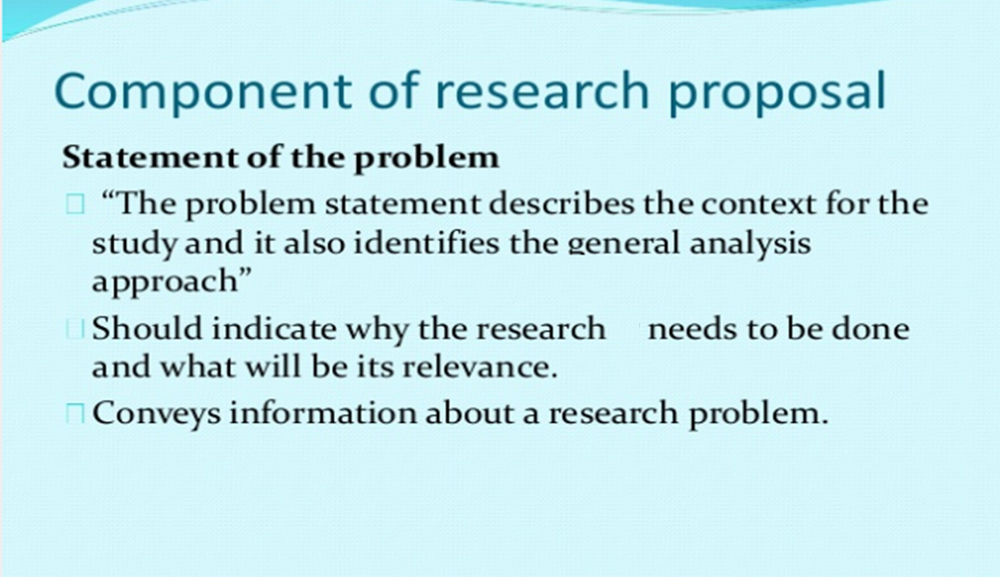 Component of research proposal
Statement of the problem
“The problem statement describes the context for the
study and it also identifies the general analysis
approach”
Should indicate why the research needs to be done
and what will be its relevance.
Conveys information about a research problem.